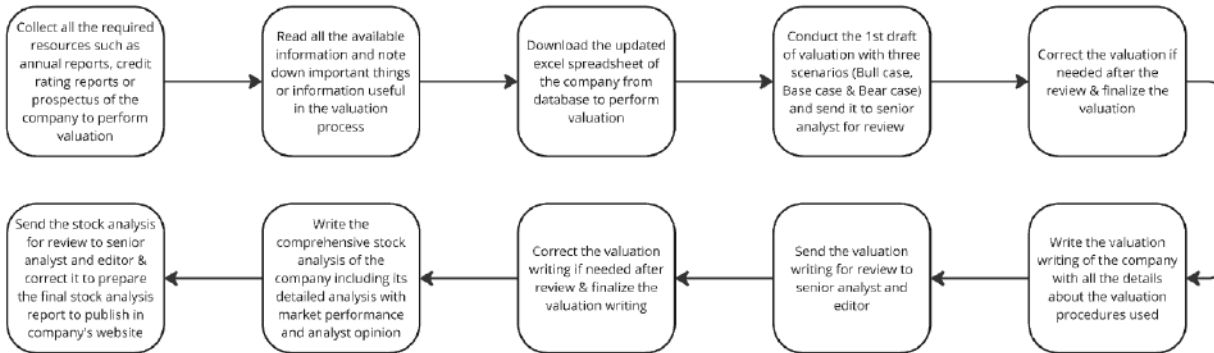 Collect all the required
resources such as
annual reports, credit
rating reports or
prospectus of the
company to perform
valuation
Read all the available
information and note
down important things
or information useful
in the valuation
process
Download the updated
excel spreadsheet of
the company from
database to perform
valuation
Conduct the 1st draft
of valuation with three
scenarios (Bull case,
Base case & Bear case)
and send it to senior
analyst for review
Correct the valuation if
needed after the
review & finalize the
valuation
Write the valuation
writing of the company
with all the details
about the valuation
procedures used
Send the valuation
writing for review to
senior analyst and
editor
Correct the valuation
writing if needed after
review & finalize the
valuation writing
Write the
comprehensive stock
analysis of the
company including its
detailed analysis with
market performance
and analyst opinion
Send the stock analysis
for review to senior
analyst and editor &
correct it to prepare
the final stock analysis
report to publish in
company's website